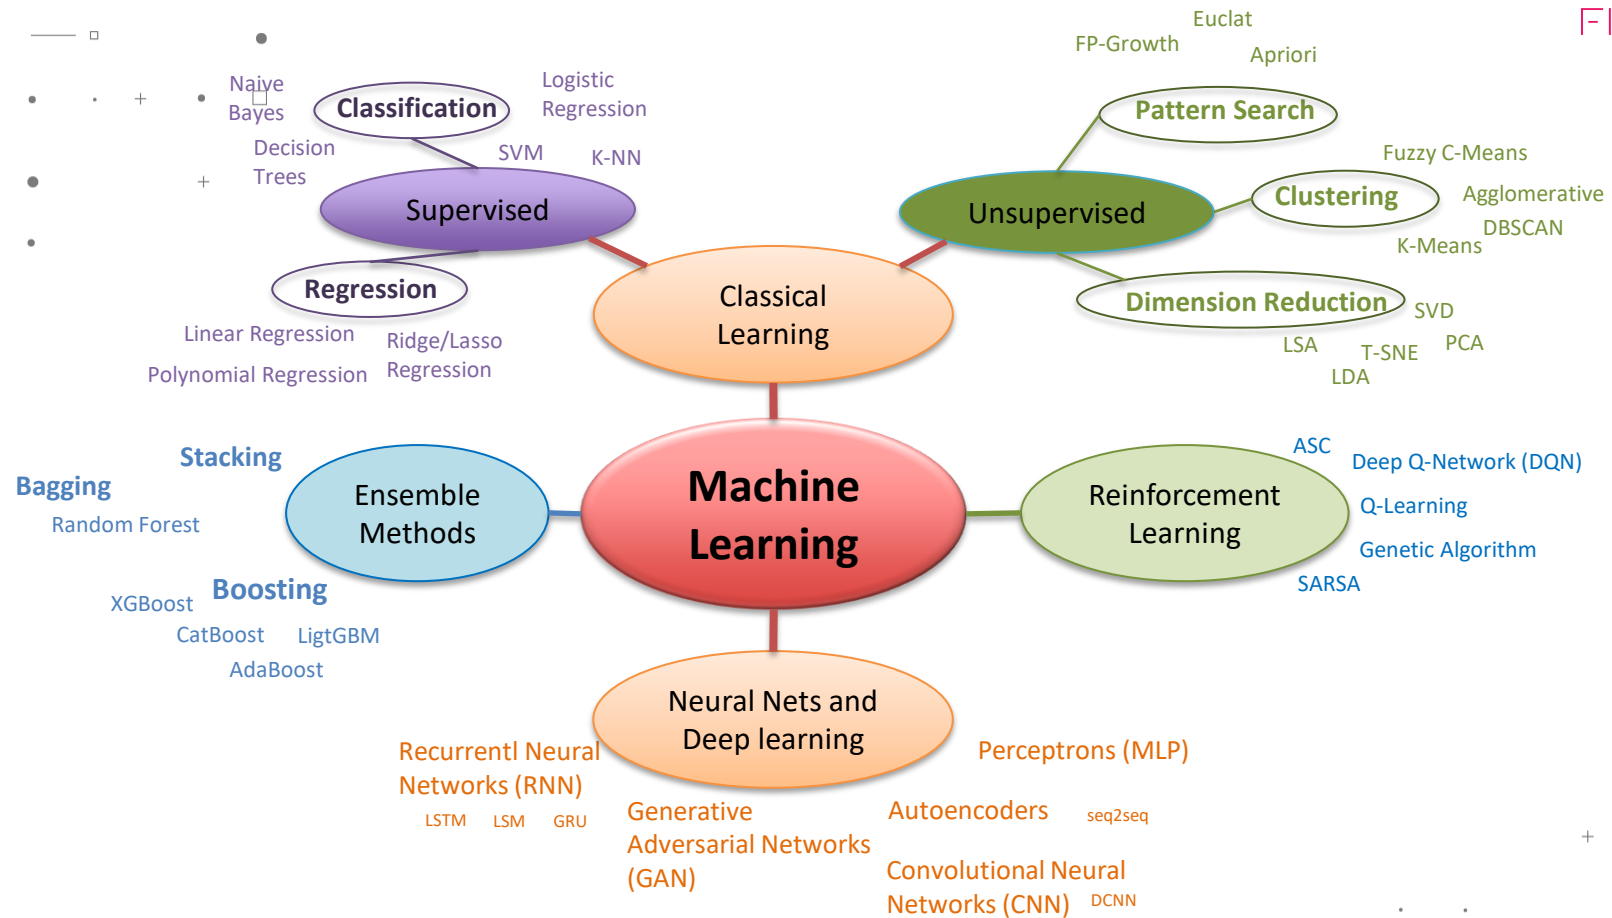 Euclat
FP-Growth
Apriori
Naive
Bayes
Classification
Logistic
Regression
Pattern Search
Decision
Trees
SVM
K-NN
Fuzzy C-Means
Supervised
Unsupervised
Clustering
Agglomerative
DBSCAN
K-Means
Regression
Classical
Learning
Dimension Reduction
SVD
Linear Regression
Ridge/Lasso
Regression
Polynomial Regression
LSA
T-SNE
PCA
LDA
Stacking
Bagging
Random Forest
Ensemble
Methods
Machine
Learning
Reinforcement
Learning
ASC
Deep Q-Network (DQN)
Q-Learning
Genetic Algorithm
SARSA
Boosting
XGBoost
CatBoost
LigtGBM
AdaBoost
Neural Nets and
Deep learning
Recurrentl Neural
Networks (RNN)
LSTM
LSM
GRU
Generative
Adversarial Networks
(GAN)
Perceptrons (MLP)
Autoencoders
seq2seq
Convolutional Neural
Networks (CNN)
DCNN